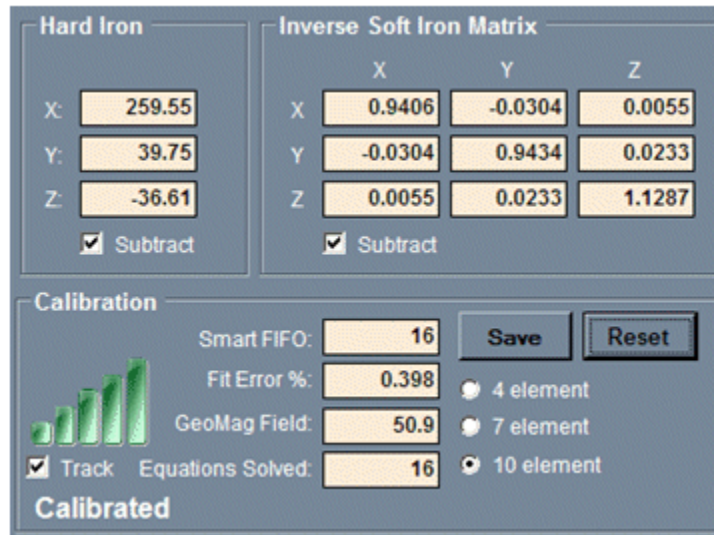 Hard Iron
X: 259.55
Y: 39.75
Z: -36.61
Subtract
Inverse Soft Iron Matrix
X Y Z
X 0.9406 -0.0304 0.0055
Y -0.0304 0.9434 0.0233
Z 0.0055 0.0233 1.1287
Subtract
Calibration
Smart FIFO: 16
Fit Error %: 0.398
GeoMag Field: 50.9
Track Equations Solved: 16
Calibrated
Save Reset
4 element
7 element
10 element